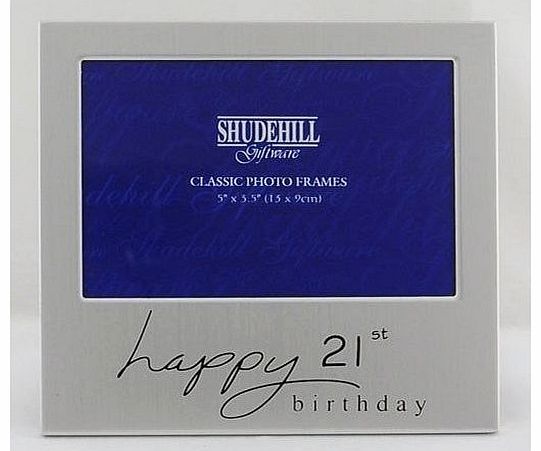 SHUDEHILL
Giftware
CLASSIC PHOTO FRAMES
5" x 3.5" (13 x 9cm)
happy 21st
birthday